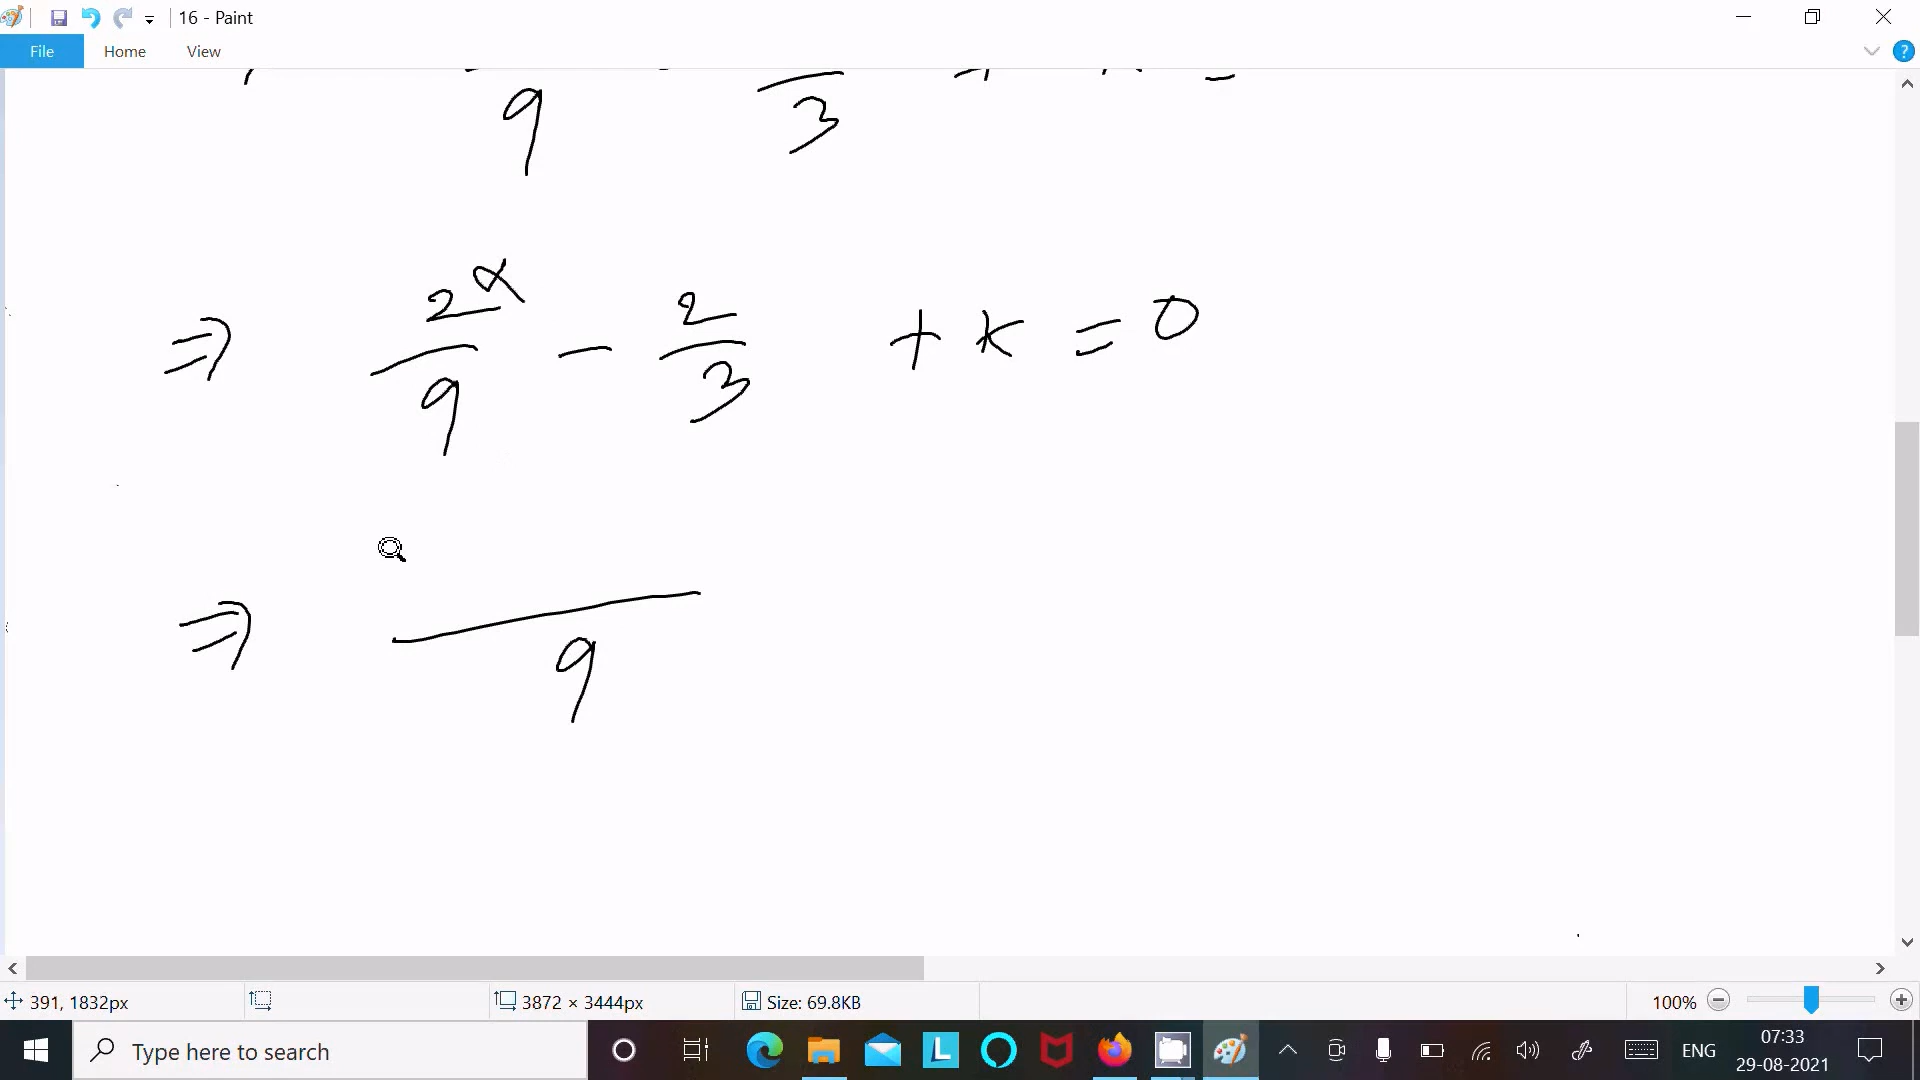 16 - Paint
File Home View
9 3
⇒ 2α/9 - 2/3 + k = 0
⇒ /9
391, 1832px 3872 × 3444px Size: 69.8KB 100%
Type here to search ENG 07:33
29-08-2021